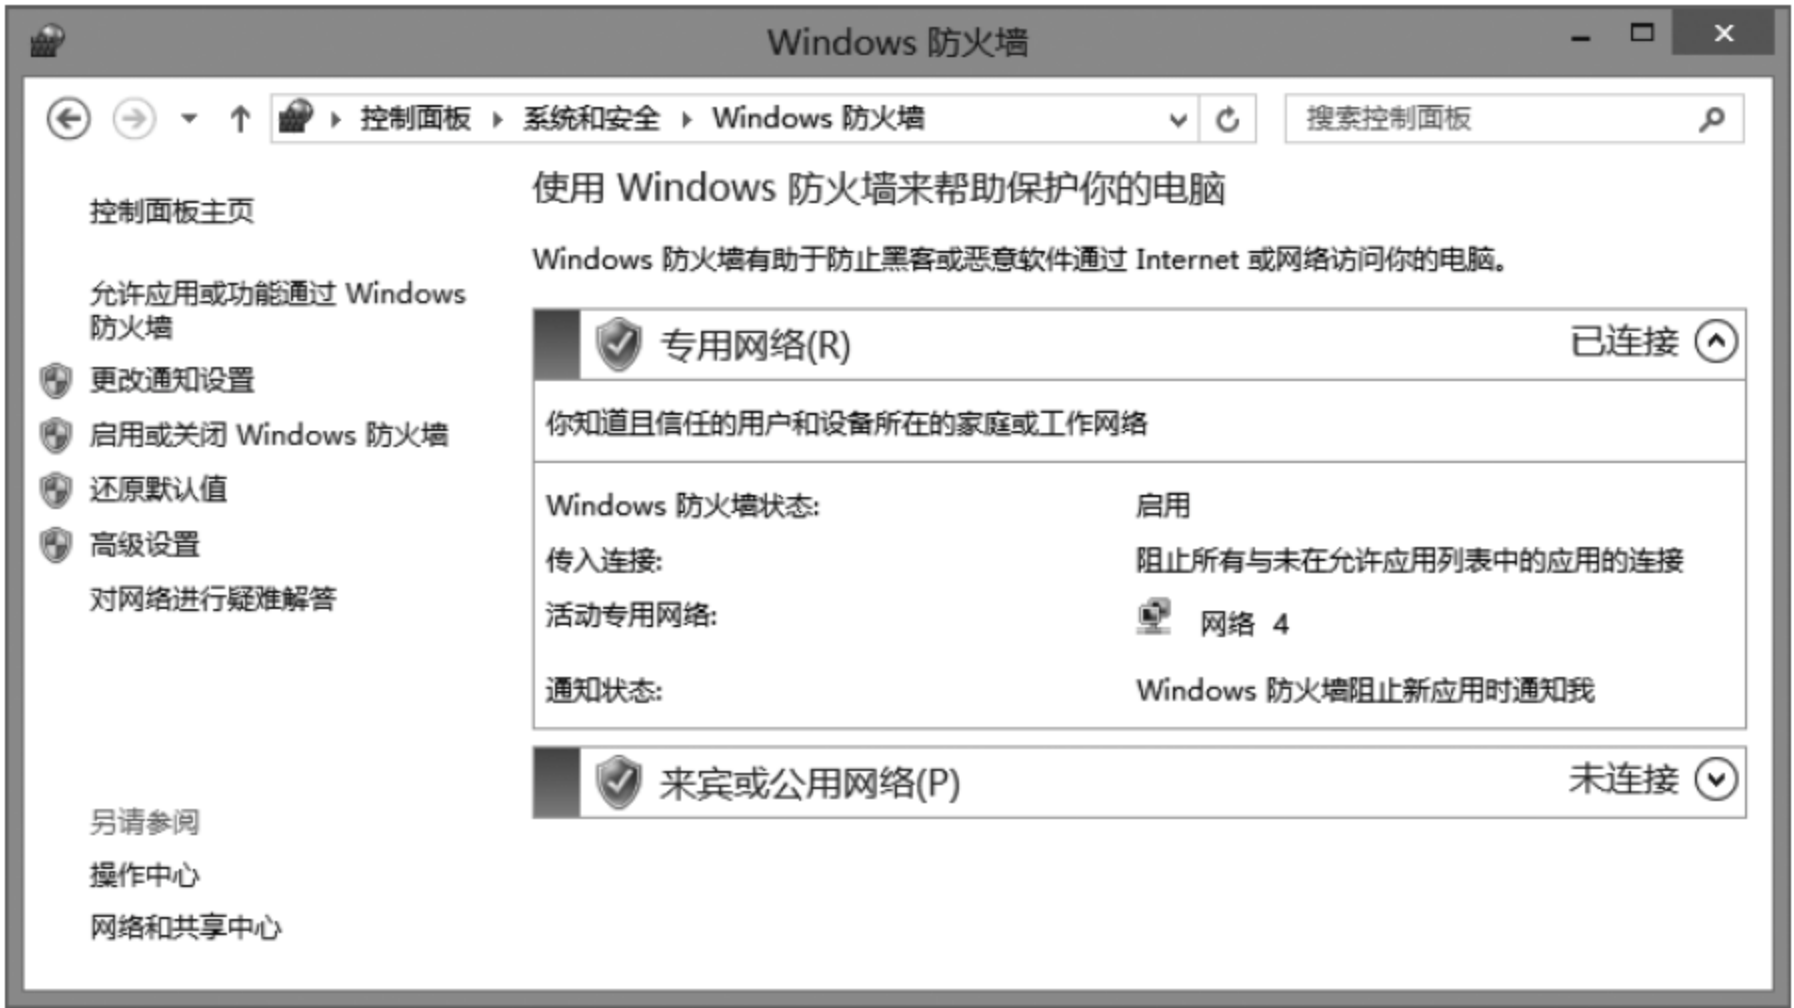 Windows 防火墙
控制面板 系统和安全 Windows 防火墙
搜索控制面板
控制面板主页
允许应用或功能通过 Windows
防火墙
更改通知设置
启用或关闭 Windows 防火墙
还原默认值
高级设置
对网络进行疑难解答
另请参阅
操作中心
网络和共享中心
使用 Windows 防火墙来帮助保护你的电脑
Windows 防火墙有助于防止黑客或恶意软件通过 Internet 或网络访问你的电脑。
专用网络(R) 已连接
你知道且信任的用户和设备所在的家庭或工作网络
Windows 防火墙状态: 启用
传入连接: 阻止所有与未在允许应用列表中的应用的连接
活动专用网络: 网络 4
通知状态: Windows 防火墙阻止新应用时通知我
来宾或公用网络(P) 未连接